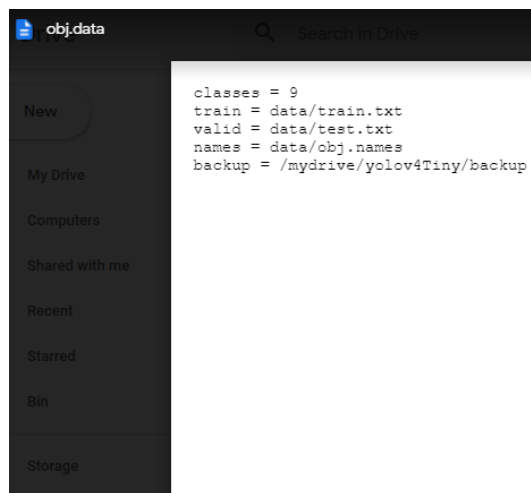 obj.data
Search in Drive
classes = 9
train = data/train.txt
valid = data/test.txt
names = data/obj.names
backup = /mydrive/yolov4Tiny/backup
New
My Drive
Computers
Shared with me
Recent
Starred
Bin
Storage